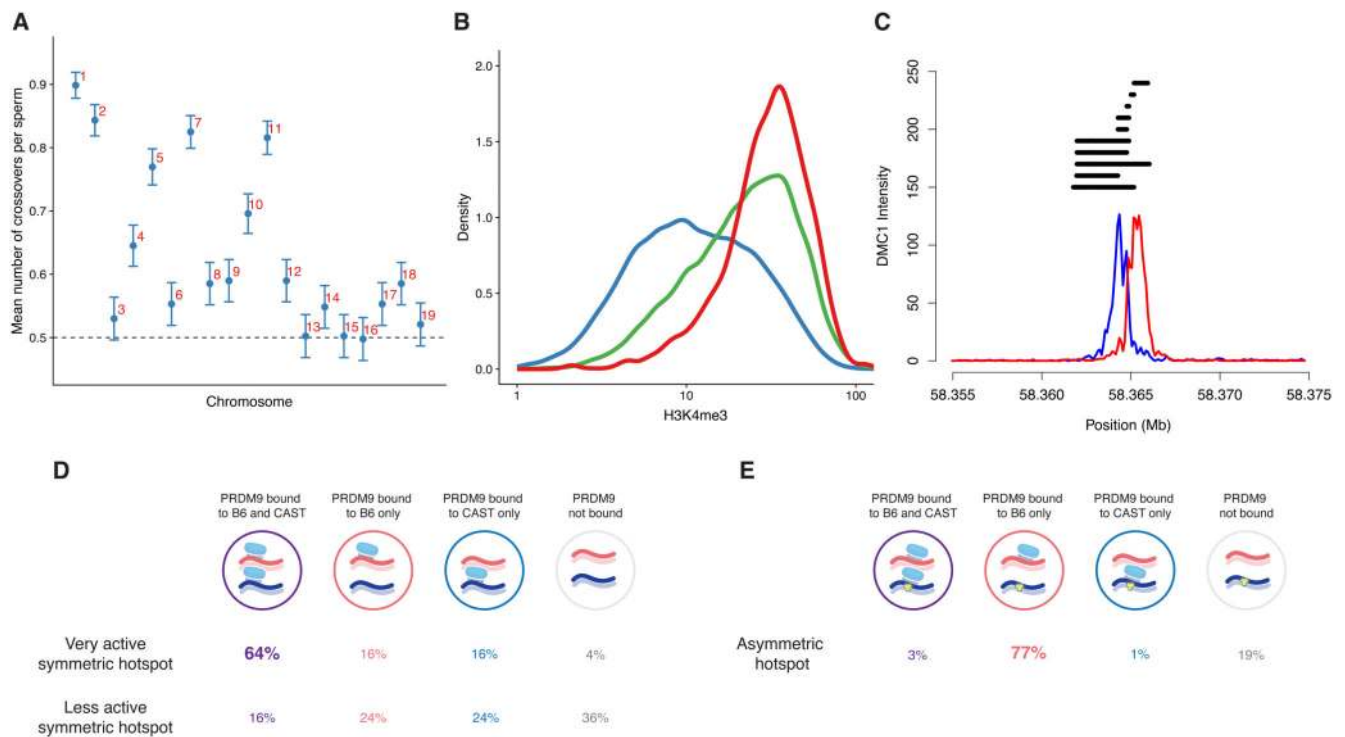 A
Mean number of crossovers per sperm
0.9
0.8
0.7
0.6
0.5
1
2
3
4
5
6
7
8
9
10
11
12
13
14
15
16
17
18
19
Chromosome
B
Density
2.0
1.5
1.0
0.5
0.0
1
10
100
H3K4me3
C
DMC1 Intensity
250
200
150
100
50
0
58.355
58.360
58.365
58.370
58.375
Position (Mb)
D
PRDM9 bound
to B6 and CAST
PRDM9 bound
to B6 only
PRDM9 bound
to CAST only
PRDM9
not bound
Very active
symmetric hotspot
64%
16%
16%
4%
Less active
symmetric hotspot
16%
24%
24%
36%
E
PRDM9 bound
to B6 and CAST
PRDM9 bound
to B6 only
PRDM9 bound
to CAST only
PRDM9
not bound
Asymmetric
hotspot
3%
77%
1%
19%